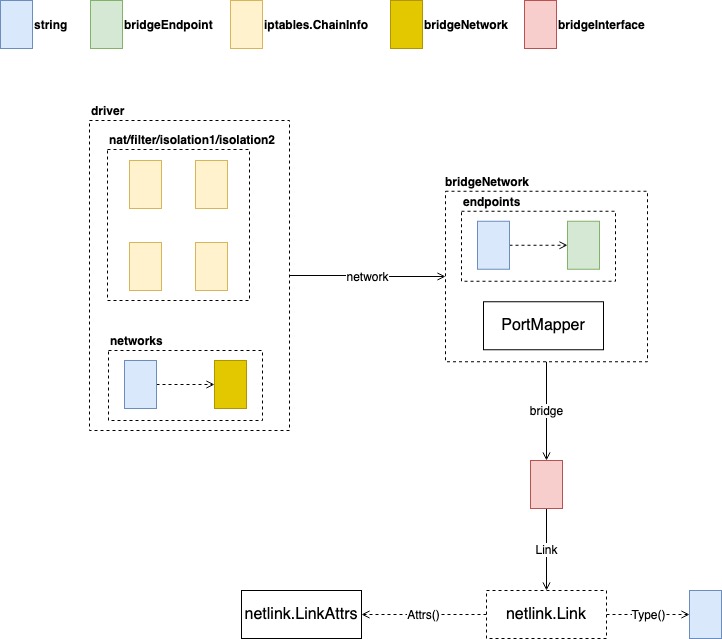 string
bridgeEndpoint
iptables.ChainInfo
bridgeNetwork
bridgeInterface
driver
nat/filter/isolation1/isolation2
networks
network
bridgeNetwork
endpoints
PortMapper
bridge
Link
netlink.LinkAttrs
Attrs()
netlink.Link
Type()